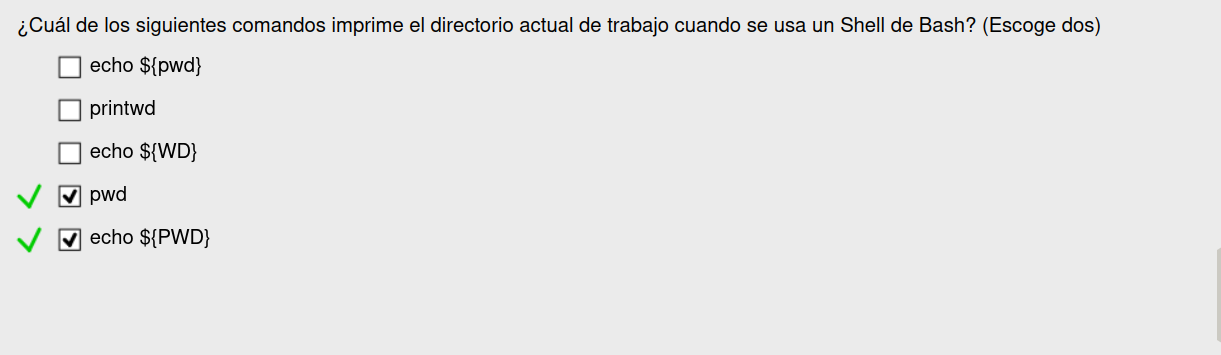 ¿Cuál de los siguientes comandos imprime el directorio actual de trabajo cuando se usa un Shell de Bash? (Escoge dos)
echo ${pwd}
printwd
echo ${WD}
pwd
echo ${PWD}